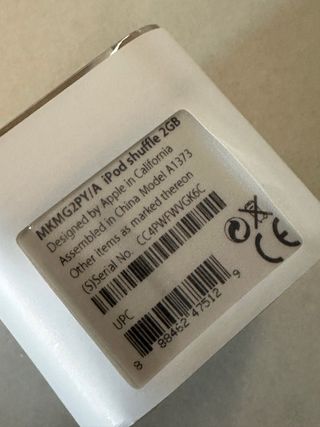 MKMG2PY/A iPod shuffle 2GB
Designed by Apple in California
Assembled in China Model A1373
Other items as marked thereon
(S)Serial No. CC4PWFWVGK6C
UPC
8 88462 47512 9
CE